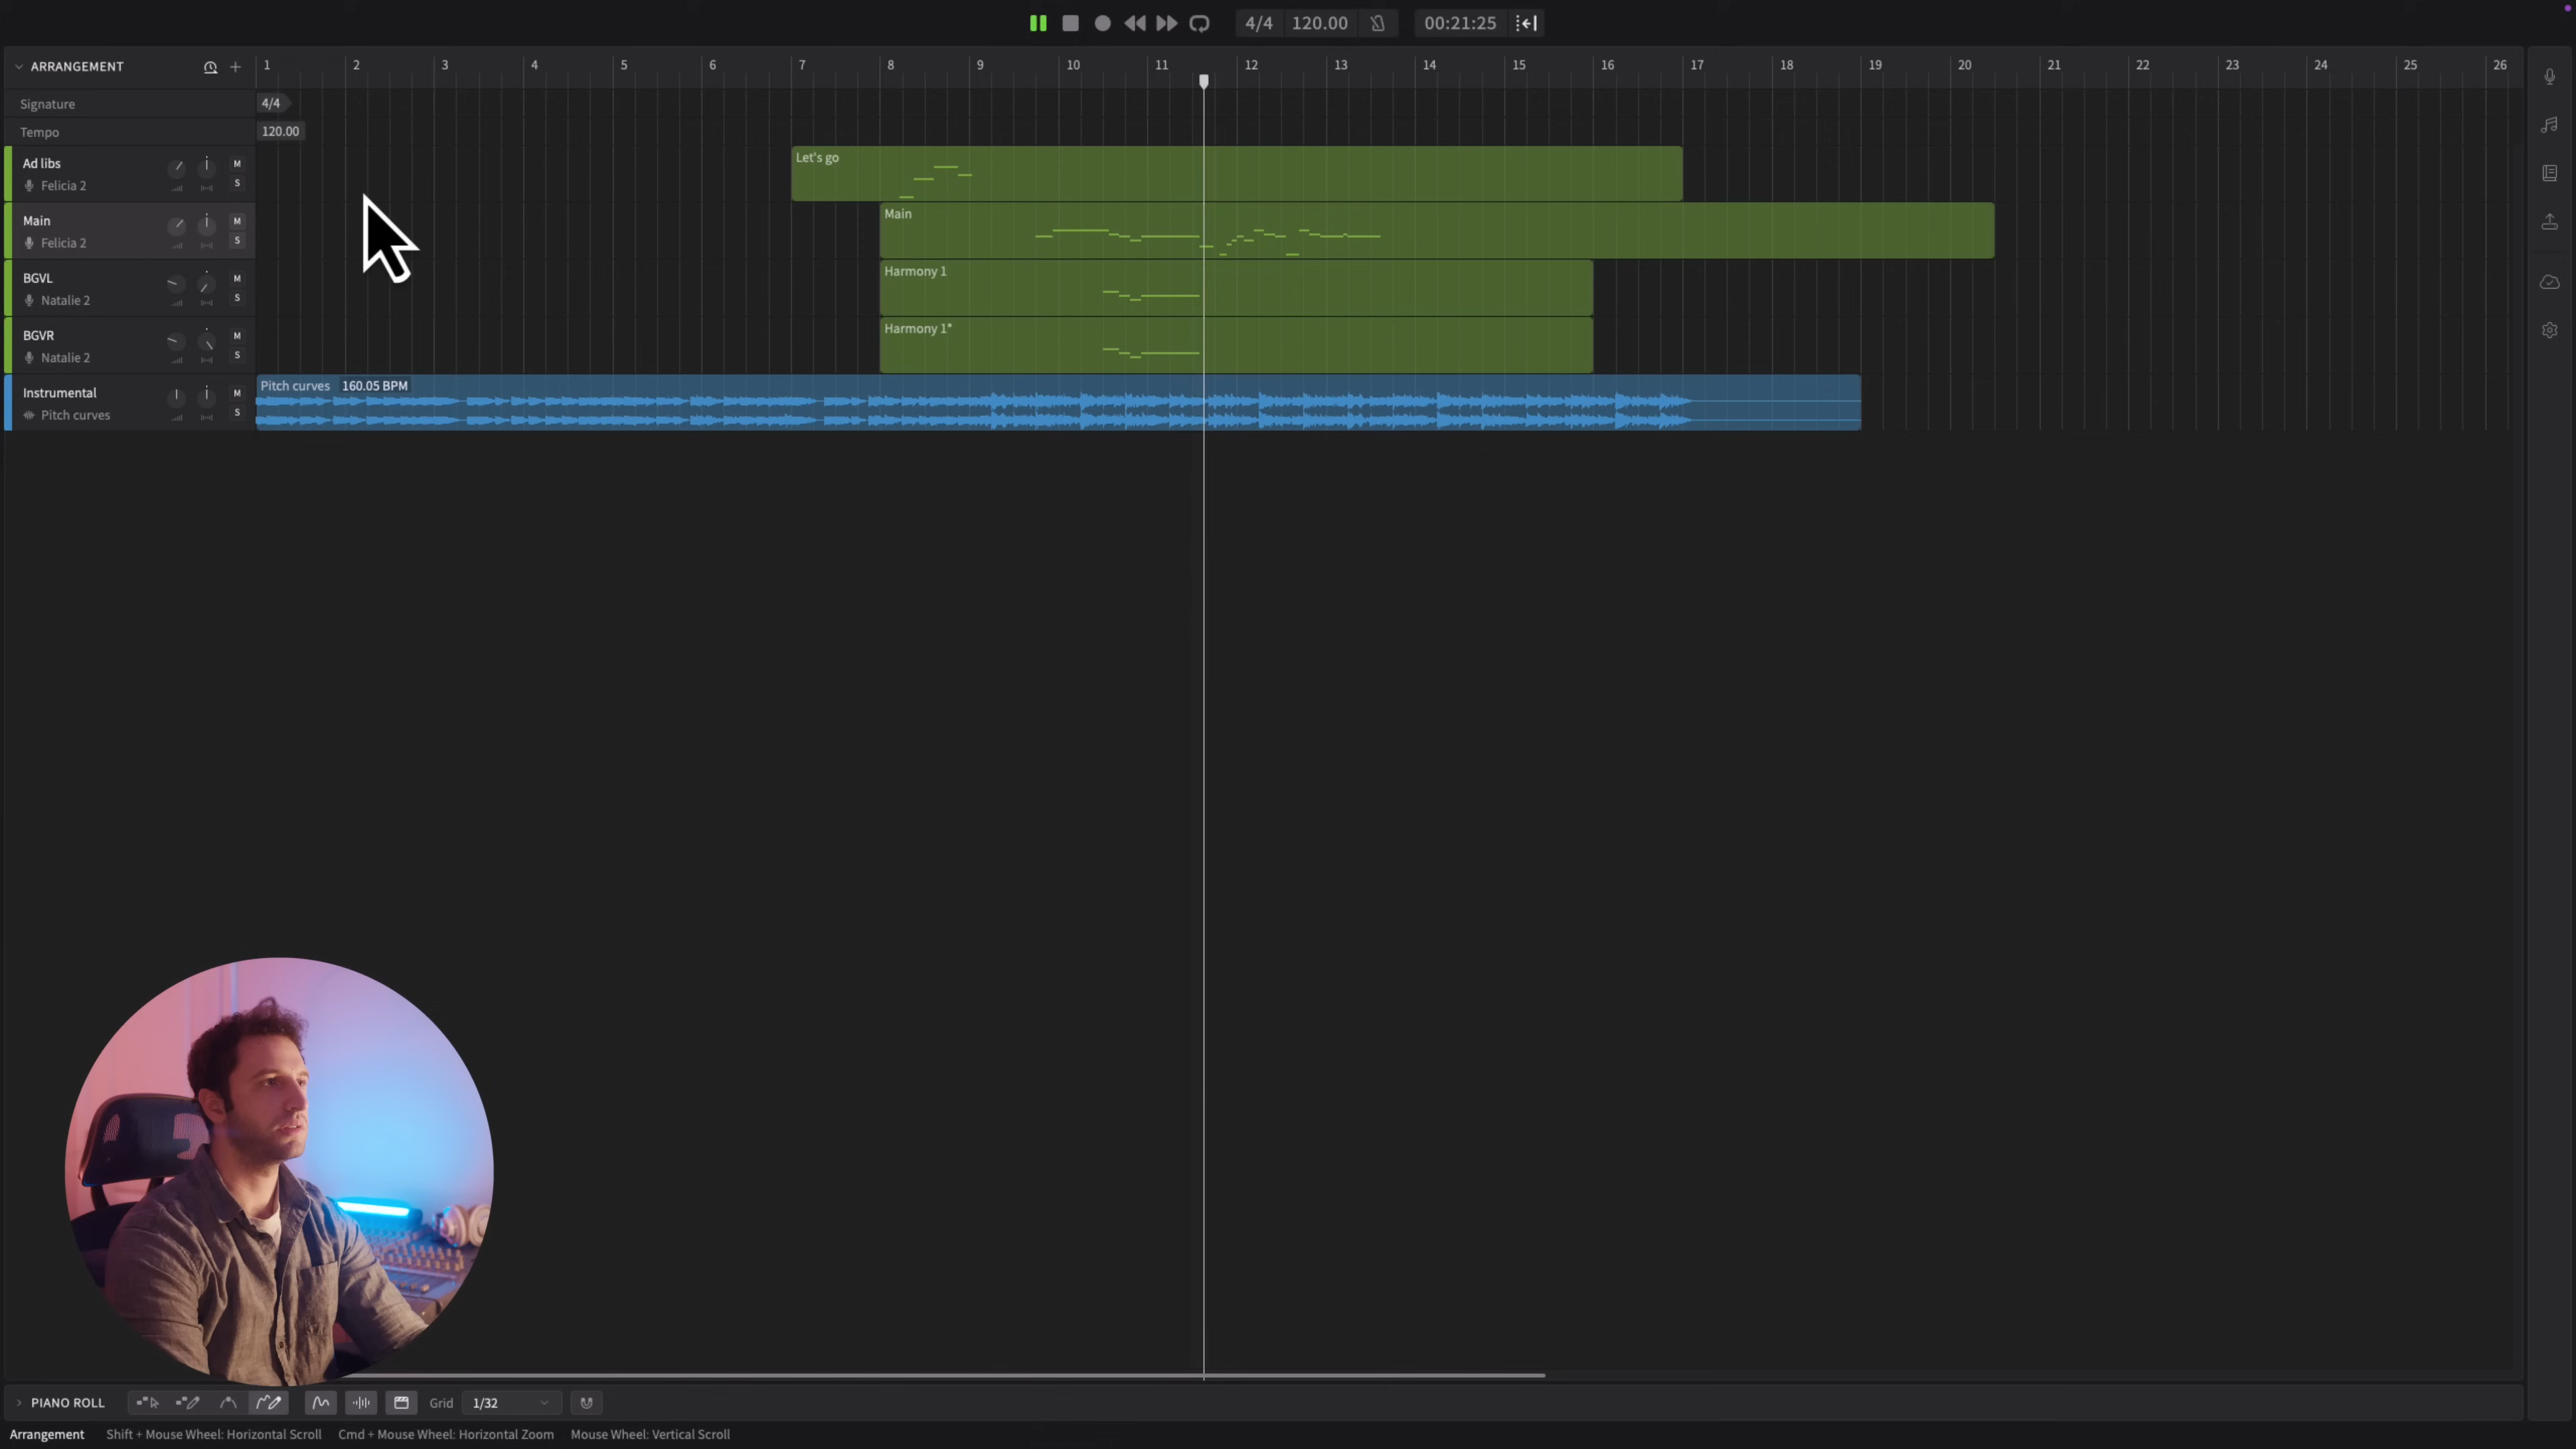 4/4 120.00 00:21:25
ARRANGEMENT 1 2 3 4 5 6 7 8 9 10 11 12 13 14 15 16 17 18 19 20 21 22 23 24 25 26
Signature 4/4
Tempo 120.00
Ad libs M Let's go
Felicia 2 S
Main M Main
Felicia 2 S
BGVL M Harmony 1
Natalie 2 S
BGVR M Harmony 1*
Natalie 2 S
Instrumental M Pitch curves 160.05 BPM
Pitch curves S
PIANO ROLL Grid 1/32
Arrangement Shift + Mouse Wheel: Horizontal Scroll Cmd + Mouse Wheel: Horizontal Zoom Mouse Wheel: Vertical Scroll